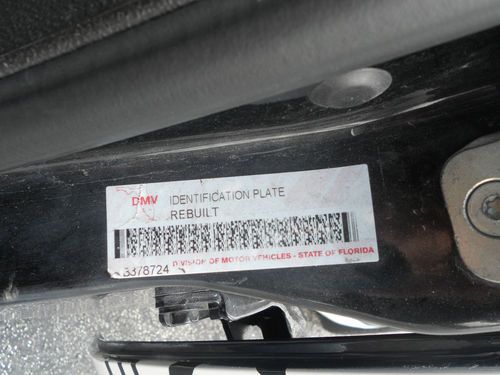 DMV IDENTIFICATION PLATE
REBUILT
3378724
DIVISION OF MOTOR VEHICLES - STATE OF FLORIDA